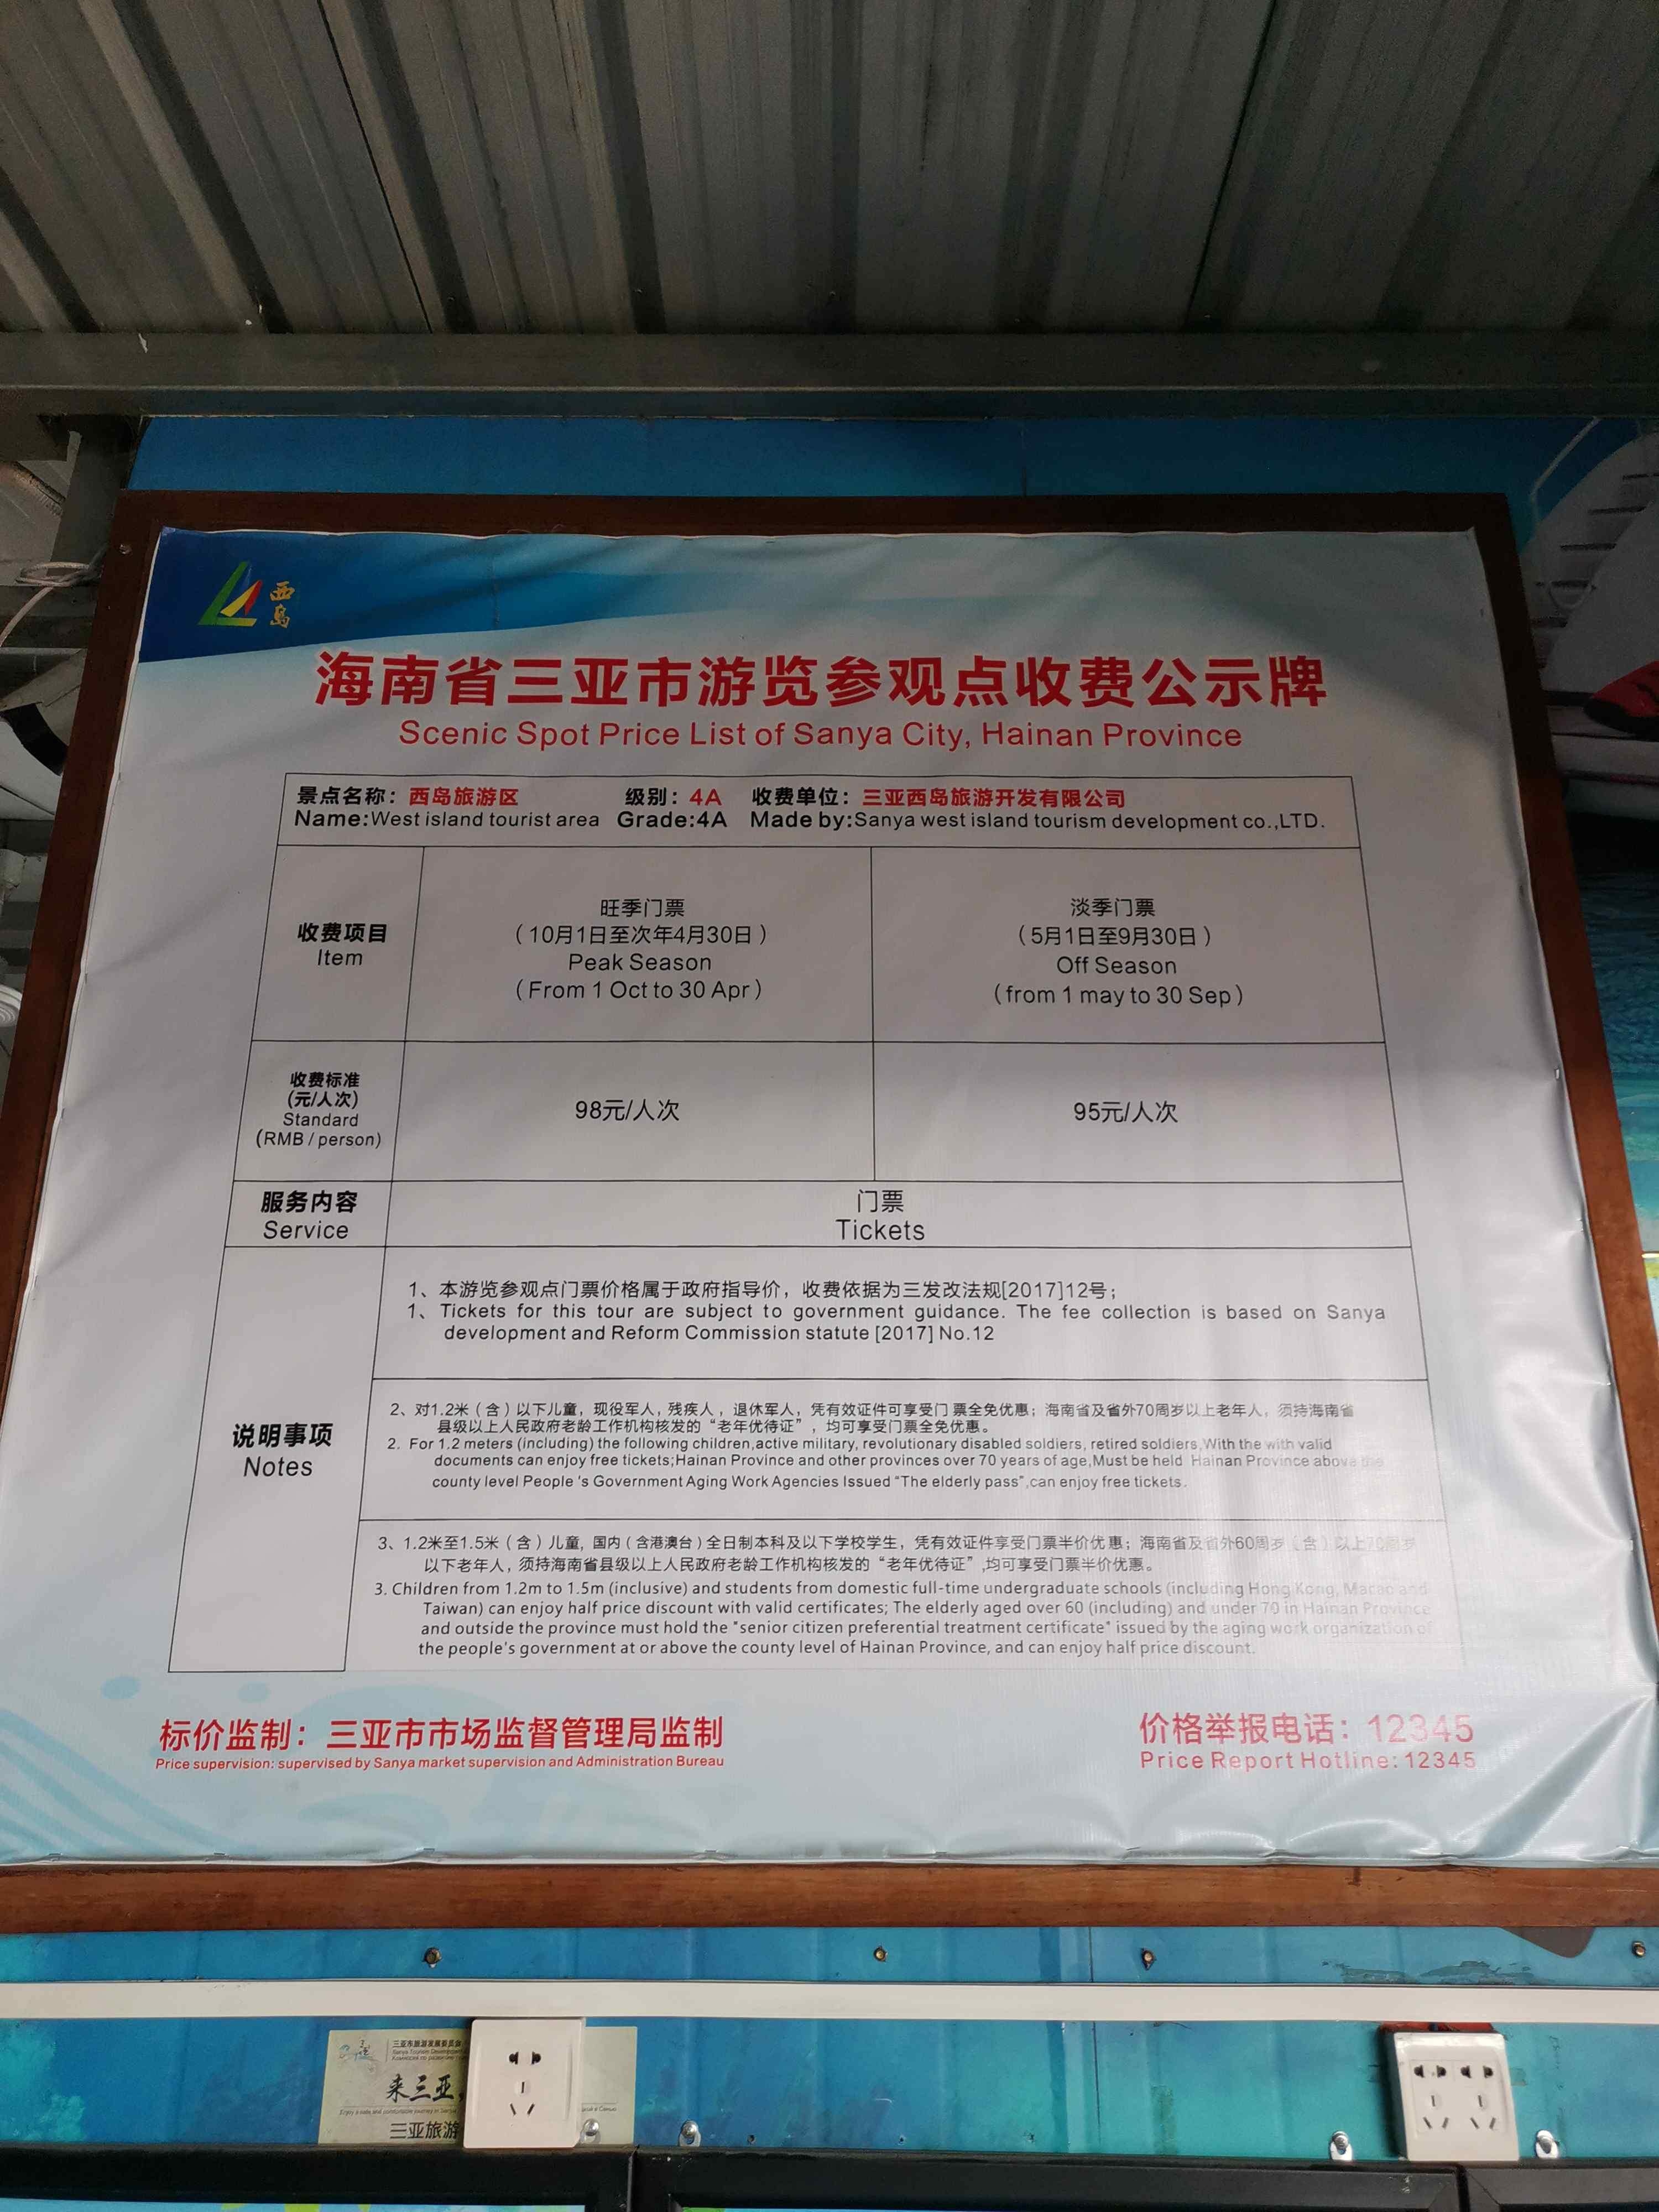 西
岛
海南省三亚市游览参观点收费公示牌
Scenic Spot Price List of Sanya City, Hainan Province
景点名称：西岛旅游区 级别：4A 收费单位：三亚西岛旅游开发有限公司
Name:West island tourist area Grade:4A Made by:Sanya west island tourism development co.,LTD.
收费项目
Item
旺季门票
（10月1日至次年4月30日）
Peak Season
（From 1 Oct to 30 Apr）
淡季门票
（5月1日至9月30日）
Off Season
（from 1 may to 30 Sep）
收费标准
(元/人次)
Standard
(RMB / person)
98元/人次
95元/人次
服务内容
Service
门票
Tickets
说明事项
Notes
1、本游览参观点门票价格属于政府指导价，收费依据为三发改法规[2017]12号；
1、Tickets for this tour are subject to government guidance. The fee collection is based on Sanya
development and Reform Commission statute [2017] No.12
2、对1.2米（含）以下儿童，现役军人，残疾人，退休军人，凭有效证件可享受门 票全免优惠；海南省及省外70周岁以上老年人，须持海南省
县级以上人民政府老龄工作机构核发的“老年优待证”，均可享受门票全免优惠。
2. For 1.2 meters (including) the following children,active military, revolutionary disabled soldiers, retired soldiers,With the with valid
documents can enjoy free tickets;Hainan Province and other provinces over 70 years of age,Must be held Hainan Province above the
county level People 's Government Aging Work Agencies Issued “The elderly pass”,can enjoy free tickets.
3、1.2米至1.5米（含）儿童, 国内（含港澳台）全日制本科及以下学校学生，凭有效证件享受门票半价优惠；海南省及省外60周岁（含）以上70周岁
以下老年人，须持海南省县级以上人民政府老龄工作机构核发的“老年优待证”,均可享受门票半价优惠。
3. Children from 1.2m to 1.5m (inclusive) and students from domestic full-time undergraduate schools (including Hong Kong, Macao and
Taiwan) can enjoy half price discount with valid certificates; The elderly aged over 60 (including) and under 70 in Hainan Province
and outside the province must hold the "senior citizen preferential treatment certificate" issued by the aging work organization of
the people's government at or above the county level of Hainan Province, and can enjoy half price discount.
标价监制：三亚市市场监督管理局监制
Price supervision: supervised by Sanya market supervision and Administration Bureau
价格举报电话：12345
Price Report Hotline: 12345
来三亚，
三亚旅游